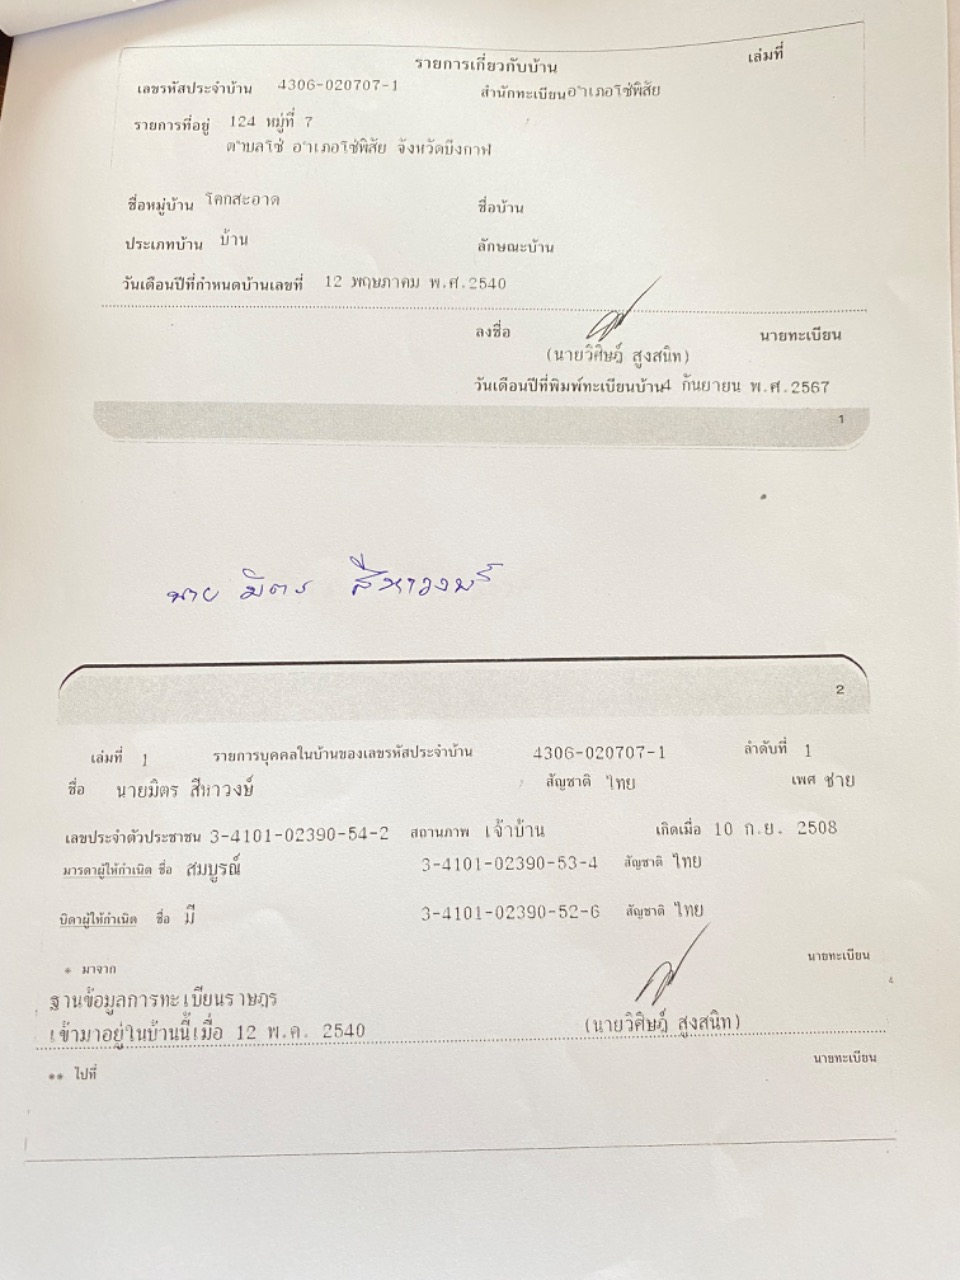 รายการเกี่ยวกับบ้าน เล่มที่
เลขรหัสประจำบ้าน 4306-020707-1 สำนักทะเบียน อำเภอโซ่พิสัย
รายการที่อยู่ 124 หมู่ที่ 7
ตำบลโซ่ อำเภอโซ่พิสัย จังหวัดบึงกาฬ
ชื่อหมู่บ้าน โคกสะอาด ชื่อบ้าน
ประเภทบ้าน บ้าน ลักษณะบ้าน
วันเดือนปีที่กำหนดบ้านเลขที่ 12 พฤษภาคม พ.ศ.2540
ลงชื่อ นายทะเบียน
(นายวิศิษฎ์ สูงสนิท)
วันเดือนปีที่พิมพ์ทะเบียนบ้าน 4 กันยายน พ.ศ.2567
1
นาย มิตร สีหาวงษ์
2
เล่มที่ 1 รายการบุคคลในบ้านของเลขรหัสประจำบ้าน 4306-020707-1 ลำดับที่ 1
ชื่อ นายมิตร สีหาวงษ์ สัญชาติ ไทย เพศ ชาย
เลขประจำตัวประชาชน 3-4101-02390-54-2 สถานภาพ เจ้าบ้าน เกิดเมื่อ 10 ก.ย. 2508
มารดาผู้ให้กำเนิด ชื่อ สมบูรณ์ 3-4101-02390-53-4 สัญชาติ ไทย
บิดาผู้ให้กำเนิด ชื่อ มี 3-4101-02390-52-6 สัญชาติ ไทย
* มาจาก นายทะเบียน
ฐานข้อมูลการทะเบียนราษฎร
เข้ามาอยู่ในบ้านนี้เมื่อ 12 พ.ค. 2540 (นายวิศิษฎ์ สูงสนิท)
** ไปที่ นายทะเบียน